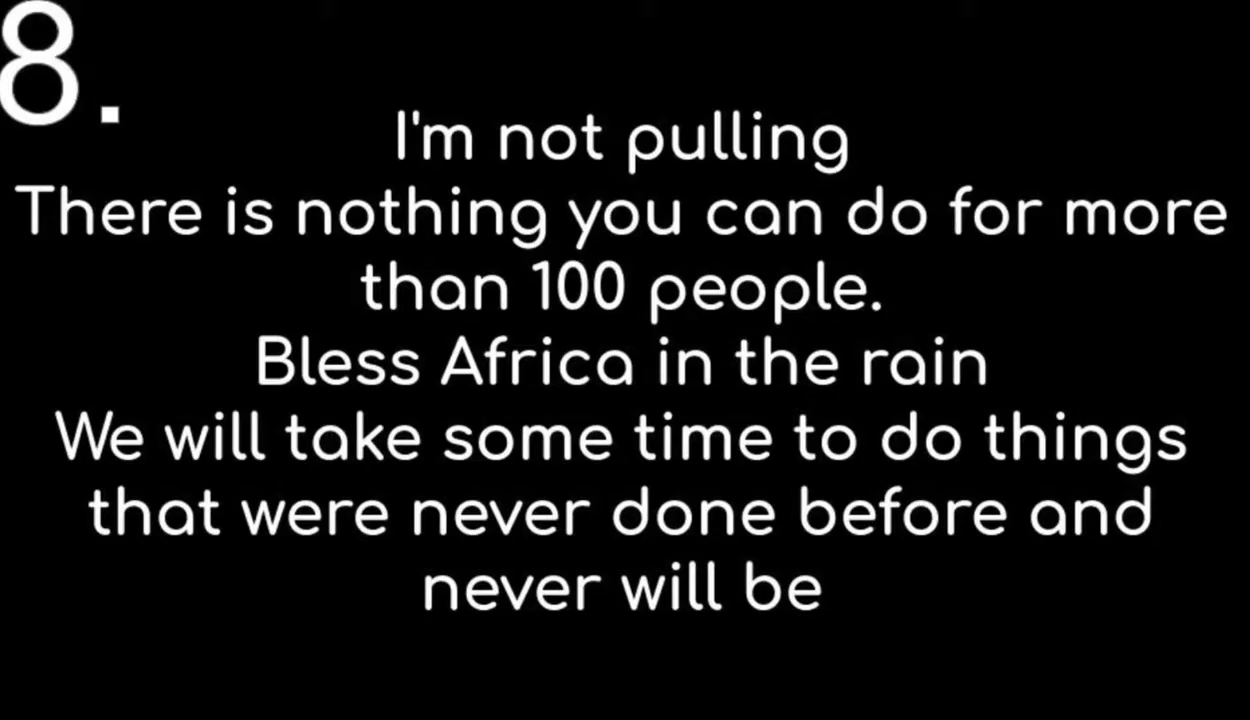 8.
I'm not pulling
There is nothing you can do for more
than 100 people.
Bless Africa in the rain
We will take some time to do things
that were never done before and
never will be